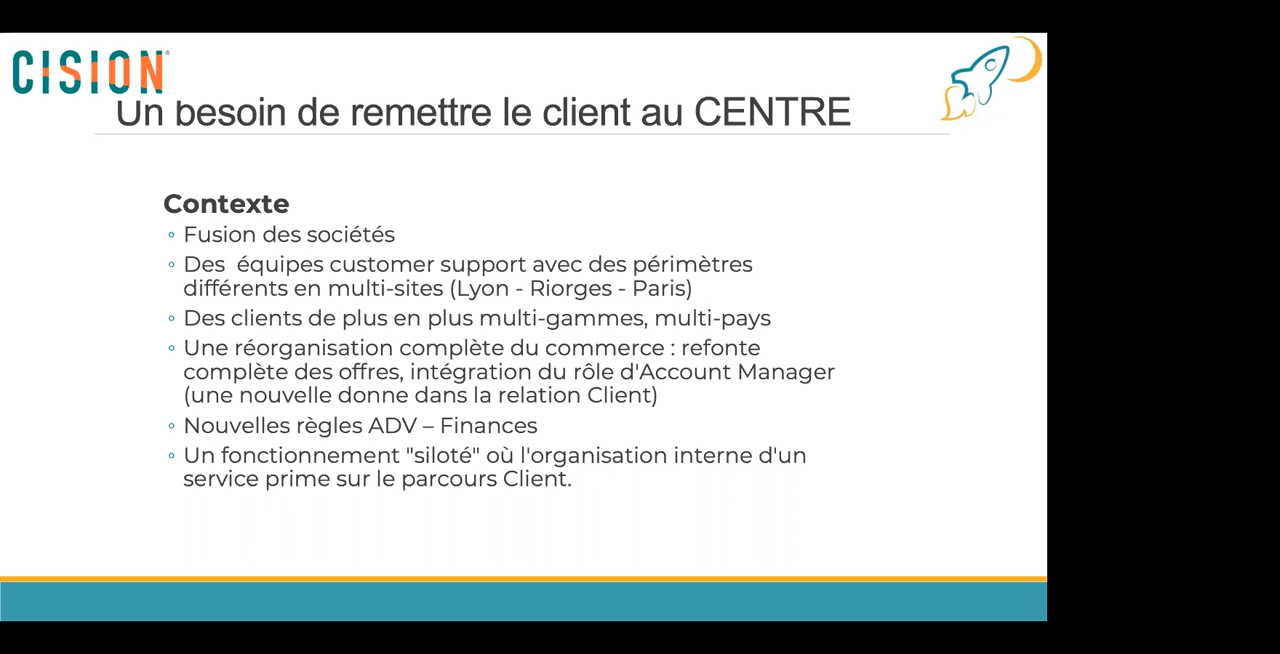 CISION®
Un besoin de remettre le client au CENTRE
Contexte
◦ Fusion des sociétés
◦ Des  équipes customer support avec des périmètres
différents en multi-sites (Lyon - Riorges - Paris)
◦ Des clients de plus en plus multi-gammes, multi-pays
◦ Une réorganisation complète du commerce : refonte
complète des offres, intégration du rôle d'Account Manager
(une nouvelle donne dans la relation Client)
◦ Nouvelles règles ADV – Finances
◦ Un fonctionnement "siloté" où l'organisation interne d'un
service prime sur le parcours Client.